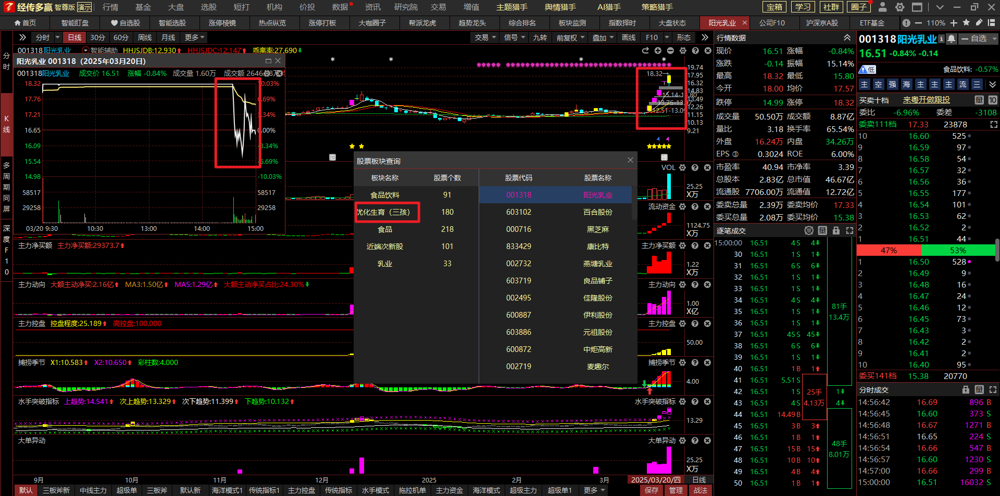 经传多赢 智尊版 演示 行情 基金 大盘 选股 短打 机构 价投 数据 资讯 研究院 交易 增值 主题猎手 舆情猎手 AI猎手 策略猎手 宝箱 学习 社群 圈子
首页 智能盯盘 自选股 智能选股 涨停棱镜 热点纵览 涨停打板 大咖圈子 帮派龙虎 趋势龙头 综合排名 板块监测 指数择时 大盘状态 阳光乳业 公司F10 沪深京A股 ETF基金 110%
分时 日线 30分 60分 周线 月线 更多 交易 信号 九转 前复权 叠加 画线 F10 形态
分时
K线
多周期同屏
深度F10
001318阳光乳业 智能辅助 HHJSJDB:12.930 HHJSJDC:12.147 乖离率:27.690
阳光乳业 001318（2025年03月20日）
001318阳光乳业 成交价 16.51 涨幅 -0.84% 成交量 1.60万 成交额
18.32 10.03%
17.76 6.69%
17.21 3.34%
16.65 0.00%
16.09 -3.34%
15.54 -6.69%
14.98 -10.03%
58517 58517
29258 29258
03/20 9:30 10:30 13:00 14:00 15:00
18.32
19.74
17.95
16.32
14.83
13.49
12.26
11.15
10.13
9.21
VOL
25.25
X万
流动资金
1124.75
X万
股票板块查询
板块名称 股票个数 股票代码 股票名称
食品饮料 91 001318 阳光乳业
优化生育（三孩） 180 603102 百合股份
食品 218 000716 黑芝麻
近端次新股 101 833429 康比特
乳业 33 002732 燕塘乳业
603719 良品铺子
002495 佳隆股份
600887 伊利股份
603886 元祖股份
600872 中炬高新
002719 麦趣尔
主力净买额 主力净买额:29373.7 主力净买额
1.22
X万
主力动向 大额主动净买:2.16亿 MA3:1.50亿 MA5:1.29亿 大额主动净买占比:24.30% 主力动向
1.00
X亿
主力控盘 控盘程度:25.189 高控盘:100.000 主力控盘
50.00
捕捞季节 X1:10.583 X2:10.650 彩柱数:4.000 捕捞季节
4.00
水手突破指标 上趋势:14.541 次上趋势:13.329 次下趋势:11.399 下趋势:10.132 水手突破指标
13.29
大单异动 大单异动
25.25
X万
9月 10月 11月 12月 2025 2月 3月 2025/03/20/四 日线
默认 三板斧新 中线主力 超级单 三板斧 默认新 海洋模式1 传统指标1 主力控盘 传统指标 水手模式 拖拉机单 主力资金 海洋模式 超级主力 超级单1 更多 保存 管理 战法
行情数据
现价 16.51 涨幅 -0.84%
涨跌 -0.14 振幅 15.14%
最高 18.32 最低 15.80
今开 18.00 均价 17.57
跌停 14.99 涨停 18.32
成交量 50.50万 成交额 8.87亿
量比 3.18 换手率 65.54%
外盘 16.24万 内盘 34.26万
EPS ③ 0.3024 ROE 6.00%
市盈率 40.94 市净率 3.39
总股本 2.83亿 总市值 46.67亿
流通股 7706.00万 流通值 12.72亿
委卖总量 2.39万 委卖均价 17.33
委买总量 2.08万 委买均价 15.38
逐笔成交
15:00:00 16.51 4S 4
30 16.51 1S 1
31 16.51 6S 6
32 16.51 1S 1
33 16.51 1S 1
34 16.51 4S 4
35 16.51 1S 1
36 16.51 1S 1
37 16.51 45S 45
38 16.51 6S 6
39 16.51 1S 1
40 16.51 1B 1
41 16.51 5.51S
42 16.51 1S 1
43 16.51 4S 4
44 16.51 14.49B
45 16.51 3B 3
46 16.51 1B 1
47 16.51 15B 15
48 16.51 10B 10
49 16.51 4B 4
50 16.51 1B 1
81手
13.4万
25手
4.13万
48手
8.01万
001318阳光乳业 自选
16.51 -0.84% -0.14
低 食品饮料: -0.57%
主 空 强 海 主 主 主 流 三
买卖十档 来粤开做跟投
委比 -6.96% 委差 -3108
委卖111档 17.33 23878
10 16.60 525
9 16.59 97
8 16.58 54
7 16.57 32
6 16.56 36
5 16.55 177
4 16.54 101
3 16.53 62
2 16.52 2
1 16.51 44
47% 53%
1 16.50 528
2 16.49 9
3 16.48 16
4 16.47 24
5 16.46 12
6 16.45 73
7 16.43 3
8 16.42 2
9 16.41 2
10 16.40 95
委买141档 15.38 20770
分时成交
14:56:42 16.69 896 B
14:56:45 16.60 373 S
14:56:48 16.67 1271 B
14:56:51 16.65 224 S
14:56:54 16.66 547 B
14:56:57 16.60 1230 S
14:57:00 16.66 299 B
15:00:00 16.51 16032 S